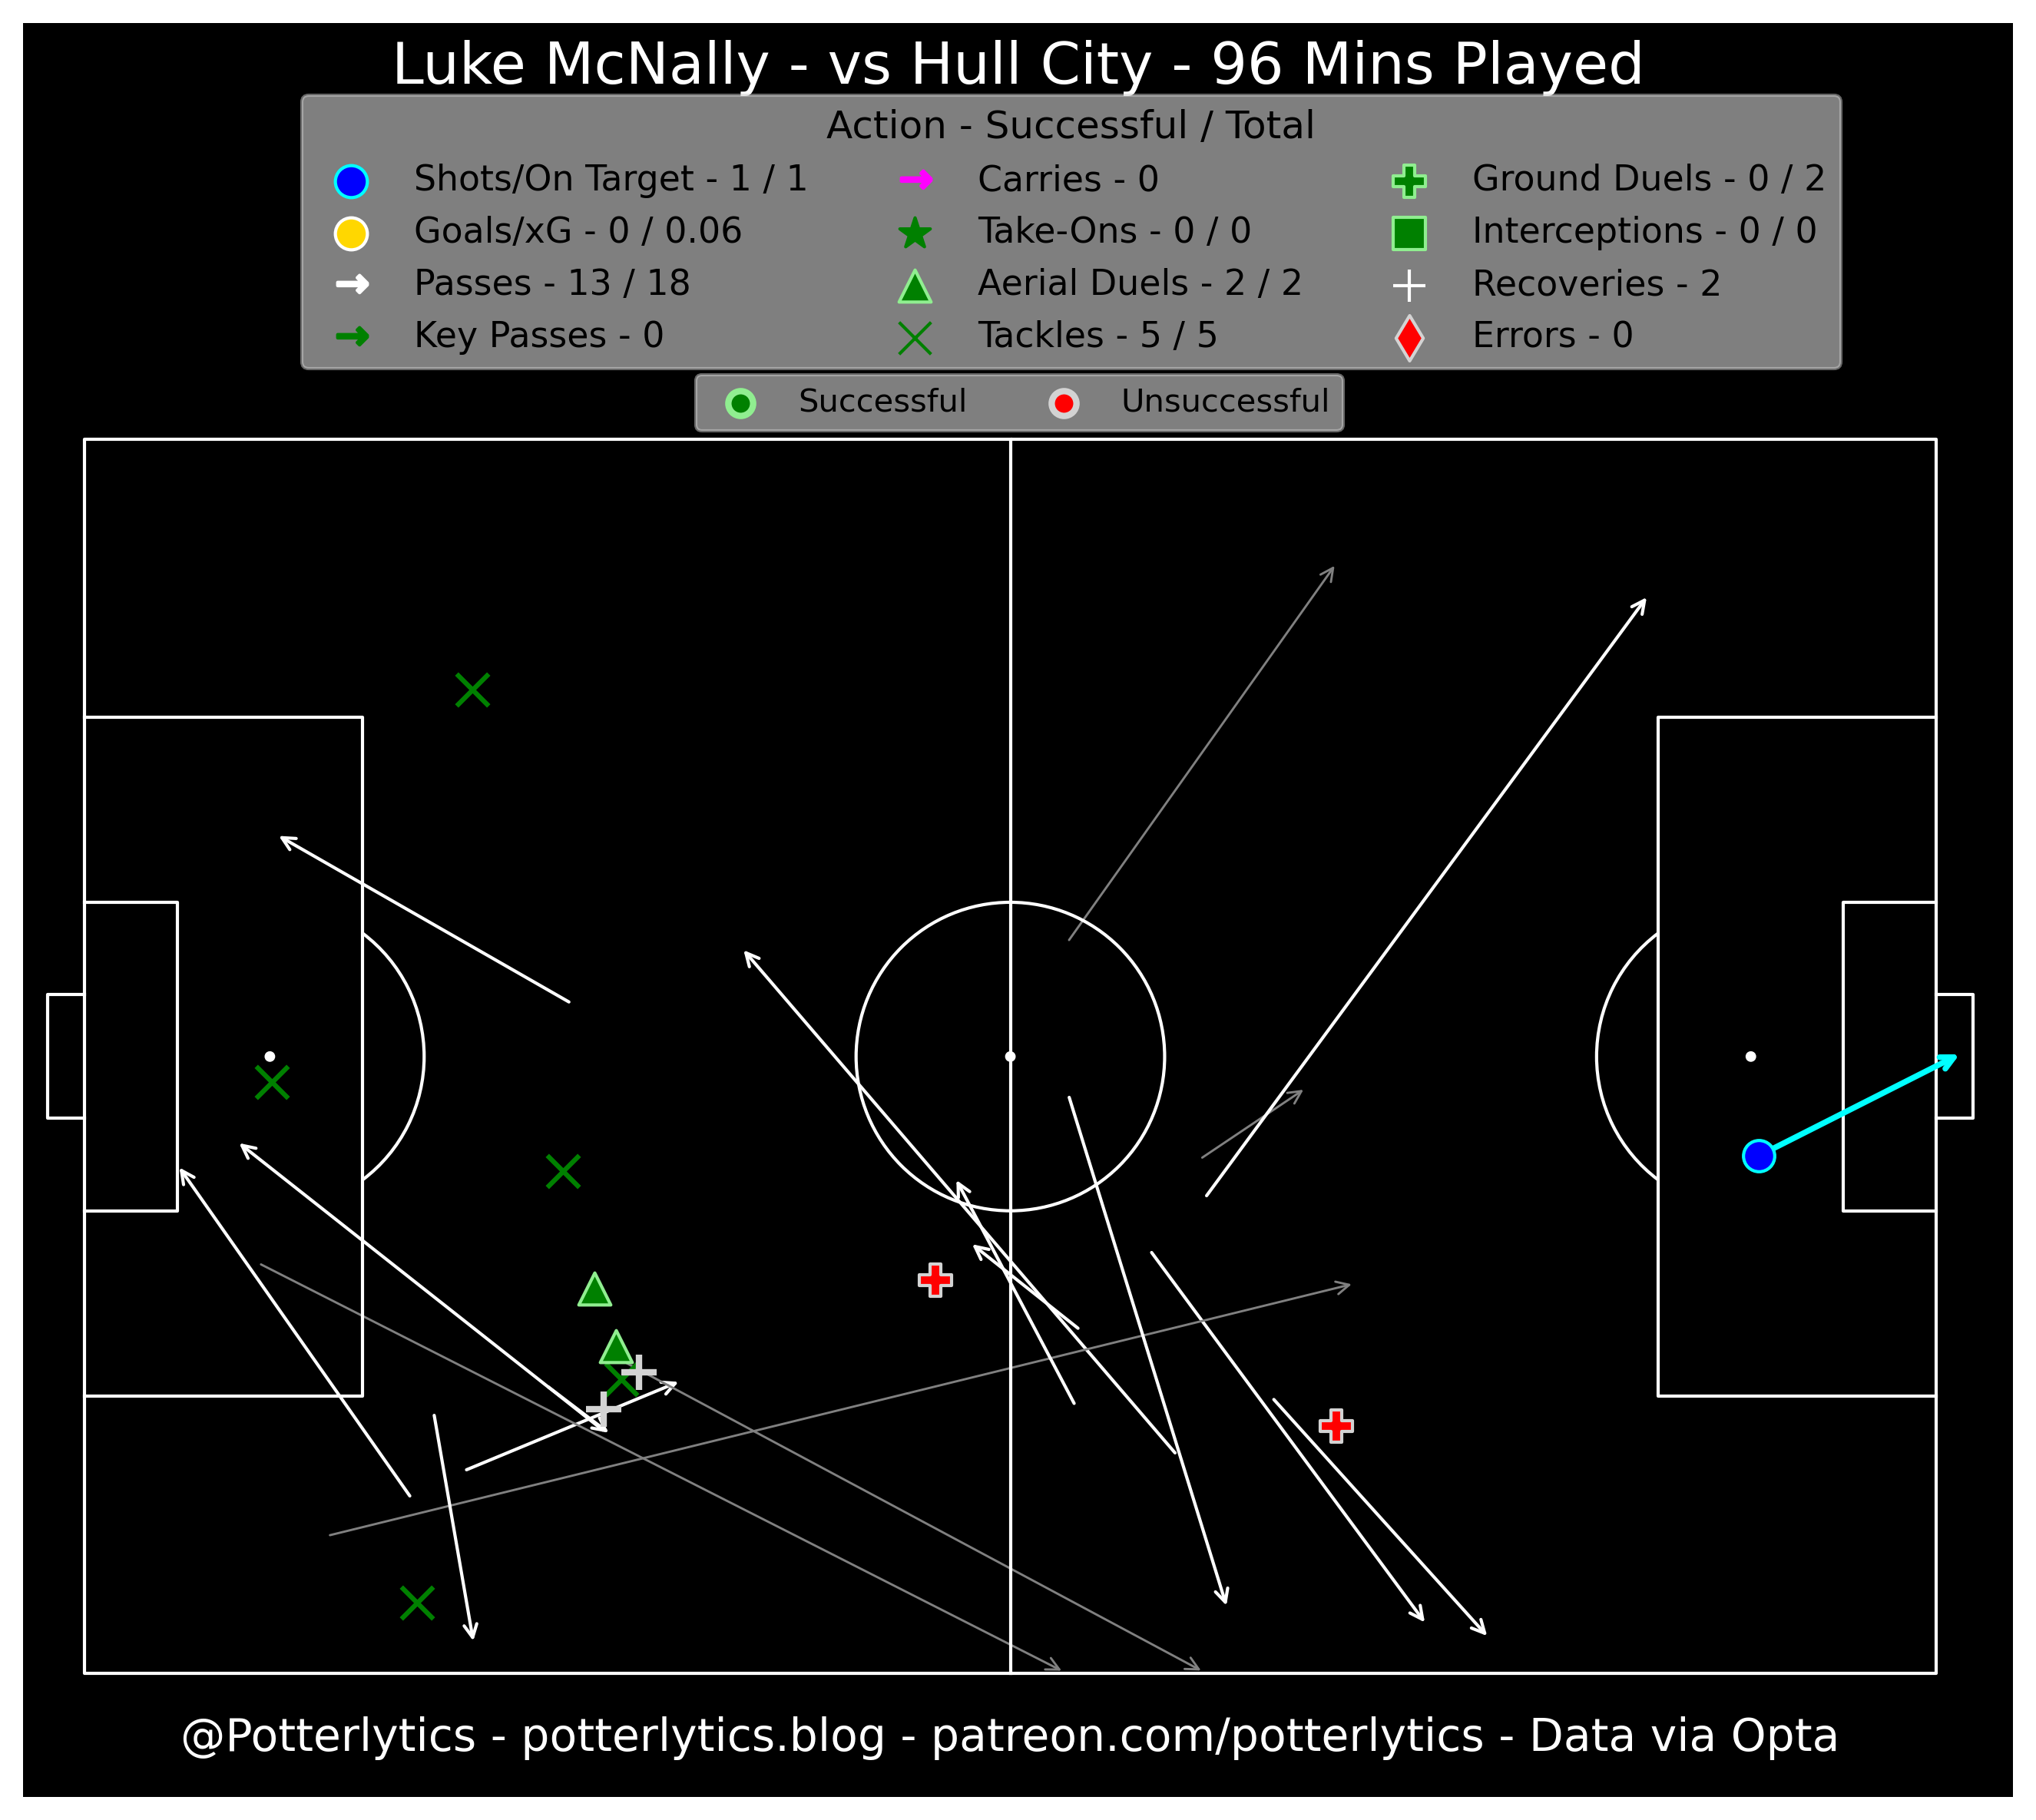 Luke McNally - vs Hull City - 96 Mins Played
Action - Successful / Total
Shots/On Target - 1 / 1
Goals/xG - 0 / 0.06
Passes - 13 / 18
Key Passes - 0
Carries - 0
Take-Ons - 0 / 0
Aerial Duels - 2 / 2
Tackles - 5 / 5
Ground Duels - 0 / 2
Interceptions - 0 / 0
Recoveries - 2
Errors - 0
Successful
Unsuccessful
@Potterlytics - potterlytics.blog - patreon.com/potterlytics - Data via Opta